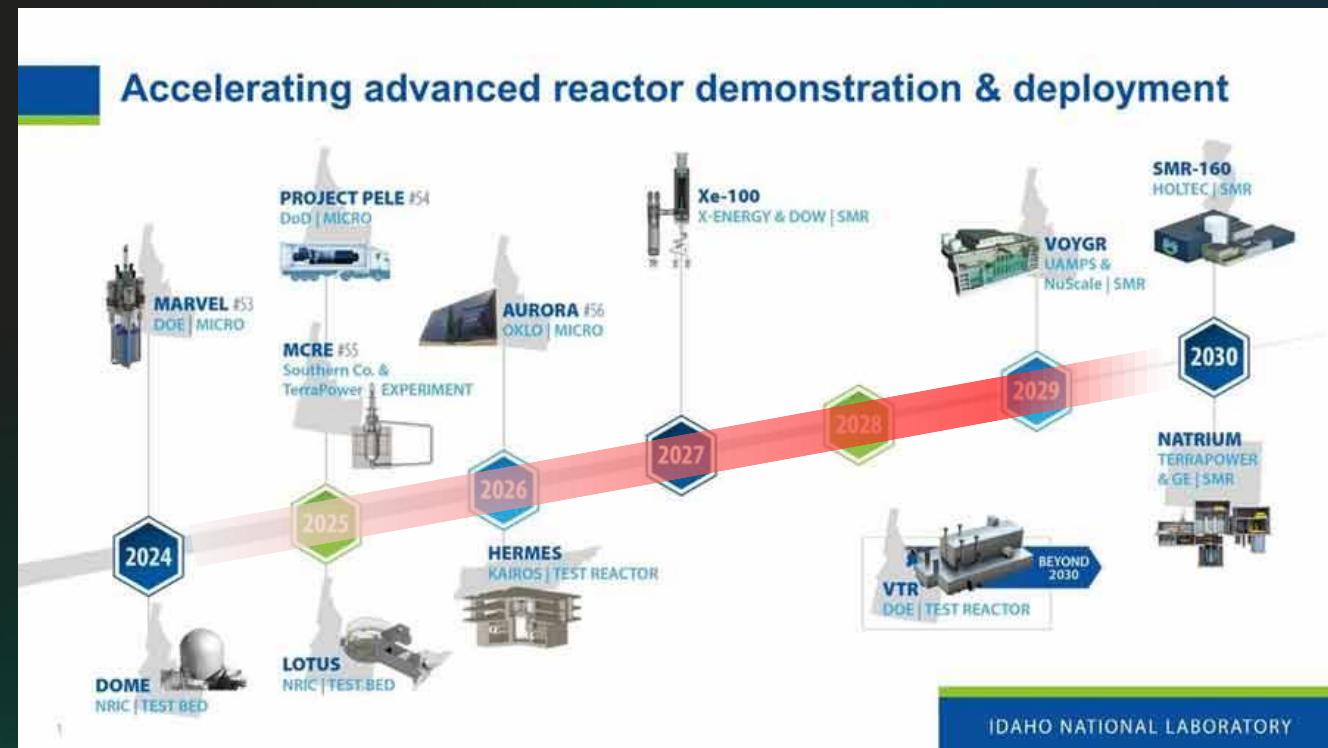 Accelerating advanced reactor demonstration & deployment
PROJECT PELE #54
DoD | MICRO
MARVEL #53
DOE | MICRO
MCRE #55
Southern Co. &
TerraPower | EXPERIMENT
AURORA #56
OKLO | MICRO
Xe-100
X-ENERGY & DOW | SMR
VOYGR
UAMPS &
NuScale | SMR
SMR-160
HOLTEC | SMR
2024
2025
2026
2027
2028
2029
2030
DOME
NRIC | TEST BED
LOTUS
NRIC | TEST BED
HERMES
KAIROS | TEST REACTOR
VTR
DOE | TEST REACTOR
BEYOND
2030
NATRIUM
TERRAPOWER
& GE | SMR
1
IDAHO NATIONAL LABORATORY